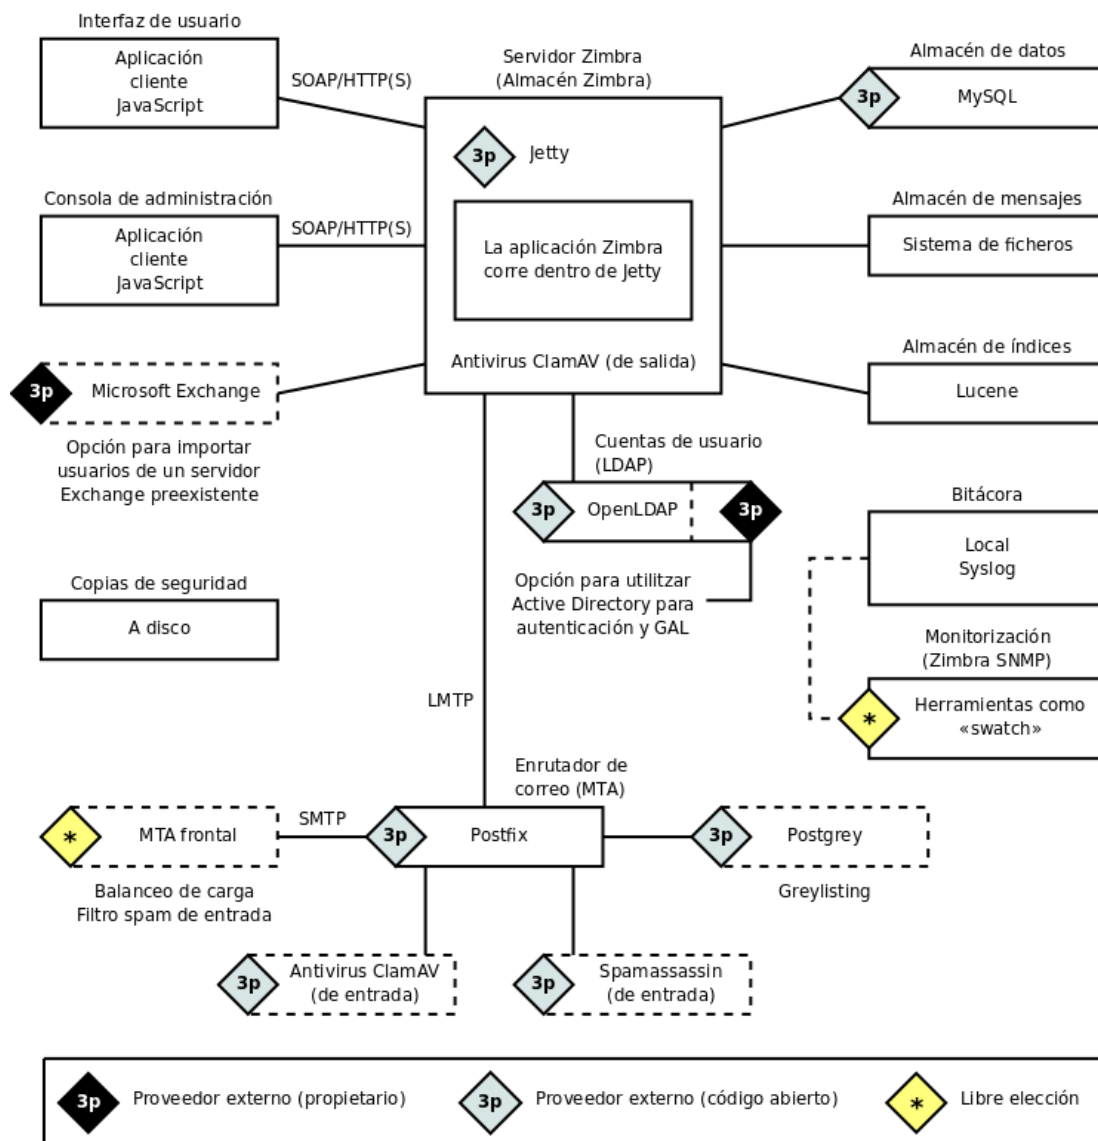 Interfaz de usuario
Aplicación
cliente
JavaScript
SOAP/HTTP(S)
Servidor Zimbra
(Almacén Zimbra)
3p
Jetty
La aplicación Zimbra
corre dentro de Jetty
Antivirus ClamAV (de salida)
Almacén de datos
3p
MySQL
Consola de administración
Aplicación
cliente
JavaScript
SOAP/HTTP(S)
Almacén de mensajes
Sistema de ficheros
3p
Microsoft Exchange
Opción para importar
usuarios de un servidor
Exchange preexistente
Almacén de índices
Lucene
Cuentas de usuario
(LDAP)
3p
OpenLDAP
3p
Opción para utilitzar
Active Directory para
autenticación y GAL
Bitácora
Local
Syslog
Copias de seguridad
A disco
Monitorización
(Zimbra SNMP)
*
Herramientas como
«swatch»
LMTP
Enrutador de
correo (MTA)
*
MTA frontal
SMTP
3p
Postfix
3p
Postgrey
Balanceo de carga
Filtro spam de entrada
Greylisting
3p
Antivirus ClamAV
(de entrada)
3p
Spamassassin
(de entrada)
3p
Proveedor externo (propietario)
3p
Proveedor externo (código abierto)
*
Libre elección